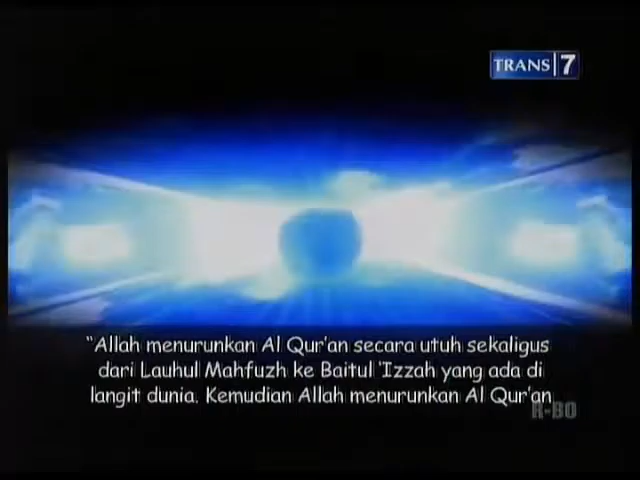 TRANS 7
“Allah menurunkan Al Qur'an secara utuh sekaligus
dari Lauhul Mahfuzh ke Baitul 'Izzah yang ada di
langit dunia. Kemudian Allah menurunkan Al Qur'an
R-BO